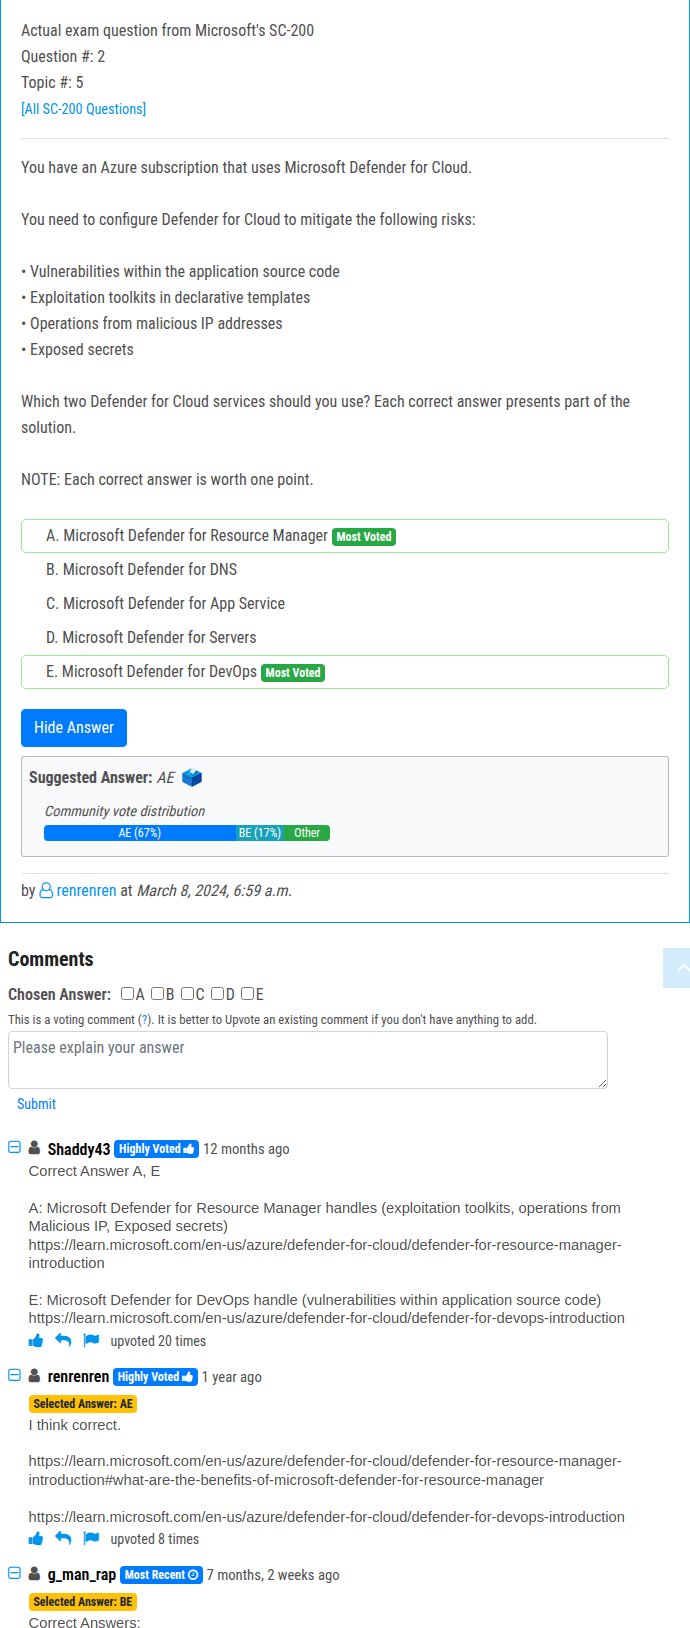 Actual exam question from Microsoft's SC-200
Question #: 2
Topic #: 5
[All SC-200 Questions]
You have an Azure subscription that uses Microsoft Defender for Cloud.
You need to configure Defender for Cloud to mitigate the following risks:
• Vulnerabilities within the application source code
• Exploitation toolkits in declarative templates
• Operations from malicious IP addresses
• Exposed secrets
Which two Defender for Cloud services should you use? Each correct answer presents part of the
solution.
NOTE: Each correct answer is worth one point.
A. Microsoft Defender for Resource Manager Most Voted
B. Microsoft Defender for DNS
C. Microsoft Defender for App Service
D. Microsoft Defender for Servers
E. Microsoft Defender for DevOps Most Voted
Hide Answer
Suggested Answer: AE
Community vote distribution
AE (67%) BE (17%) Other
by renrenren at March 8, 2024, 6:59 a.m.
Comments
Chosen Answer: A B C D E
This is a voting comment (?). It is better to Upvote an existing comment if you don't have anything to add.
Please explain your answer
Submit
Shaddy43 Highly Voted 12 months ago
Correct Answer A, E
A: Microsoft Defender for Resource Manager handles (exploitation toolkits, operations from
Malicious IP, Exposed secrets)
https://learn.microsoft.com/en-us/azure/defender-for-cloud/defender-for-resource-manager-
introduction
E: Microsoft Defender for DevOps handle (vulnerabilities within application source code)
https://learn.microsoft.com/en-us/azure/defender-for-cloud/defender-for-devops-introduction
upvoted 20 times
renrenren Highly Voted 1 year ago
Selected Answer: AE
I think correct.
https://learn.microsoft.com/en-us/azure/defender-for-cloud/defender-for-resource-manager-
introduction#what-are-the-benefits-of-microsoft-defender-for-resource-manager
https://learn.microsoft.com/en-us/azure/defender-for-cloud/defender-for-devops-introduction
upvoted 8 times
g_man_rap Most Recent 7 months, 2 weeks ago
Selected Answer: BE
Correct Answers: